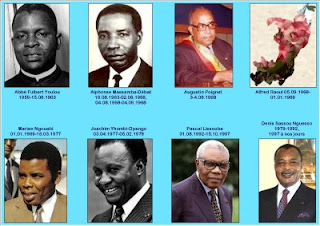 Abbé Fulbert Youlou
1959-15.08.1963
Alphonse Massamba-Débat
16.08.1963-02.08.1968,
04.08.1968-04.09.1968
Augustin Poignet
3-4.08.1968
Alfred Raoul 05.09.1968-
01.01.1969
Marien Ngouabi
01.01.1969-18.03.1977
Joachim Yhombi-Opango
03.04.1977-08.02.1979
Pascal Lissouba
31.08.1992-15.10.1997
Denis Sassou Nguesso
1979-1992,
1997 à nos jours